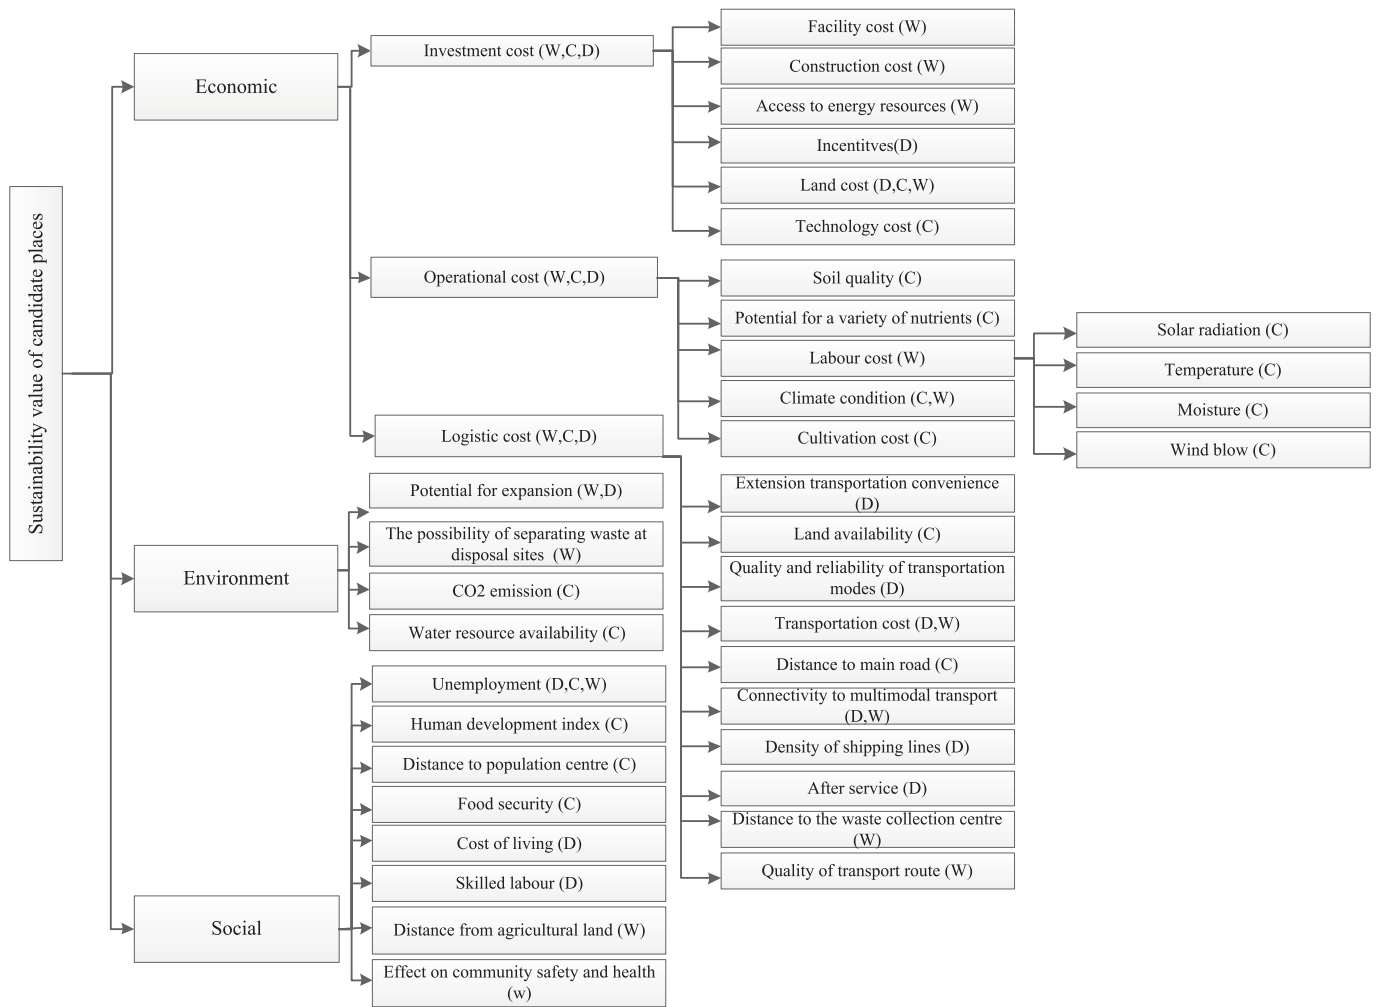 Sustainability value of candidate places
Economic
Investment cost (W,C,D)
Facility cost (W)
Construction cost (W)
Access to energy resources (W)
Incentitves(D)
Land cost (D,C,W)
Technology cost (C)
Operational cost (W,C,D)
Soil quality (C)
Potential for a variety of nutrients (C)
Labour cost (W)
Climate condition (C,W)
Cultivation cost (C)
Solar radiation (C)
Temperature (C)
Moisture (C)
Wind blow (C)
Logistic cost (W,C,D)
Extension transportation convenience
(D)
Land availability (C)
Quality and reliability of transportation
modes (D)
Transportation cost (D,W)
Distance to main road (C)
Connectivity to multimodal transport
(D,W)
Density of shipping lines (D)
After service (D)
Distance to the waste collection centre
(W)
Quality of transport route (W)
Environment
Potential for expansion (W,D)
The possibility of separating waste at
disposal sites (W)
CO2 emission (C)
Water resource availability (C)
Social
Unemployment (D,C,W)
Human development index (C)
Distance to population centre (C)
Food security (C)
Cost of living (D)
Skilled labour (D)
Distance from agricultural land (W)
Effect on community safety and health
(w)